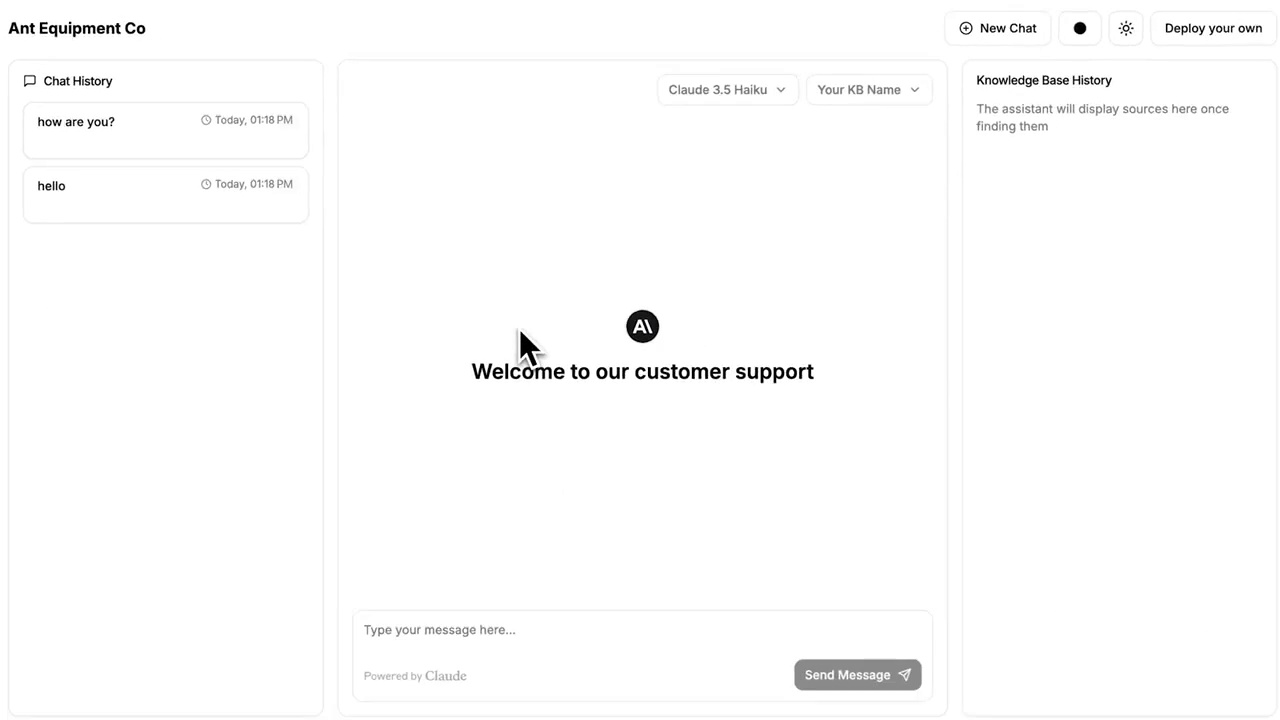 Ant Equipment Co
New Chat
Deploy your own
Chat History
how are you?
Today, 01:18 PM
hello
Today, 01:18 PM
Claude 3.5 Haiku
Your KB Name
A\
Welcome to our customer support
Type your message here...
Powered by Claude
Send Message
Knowledge Base History
The assistant will display sources here once
finding them